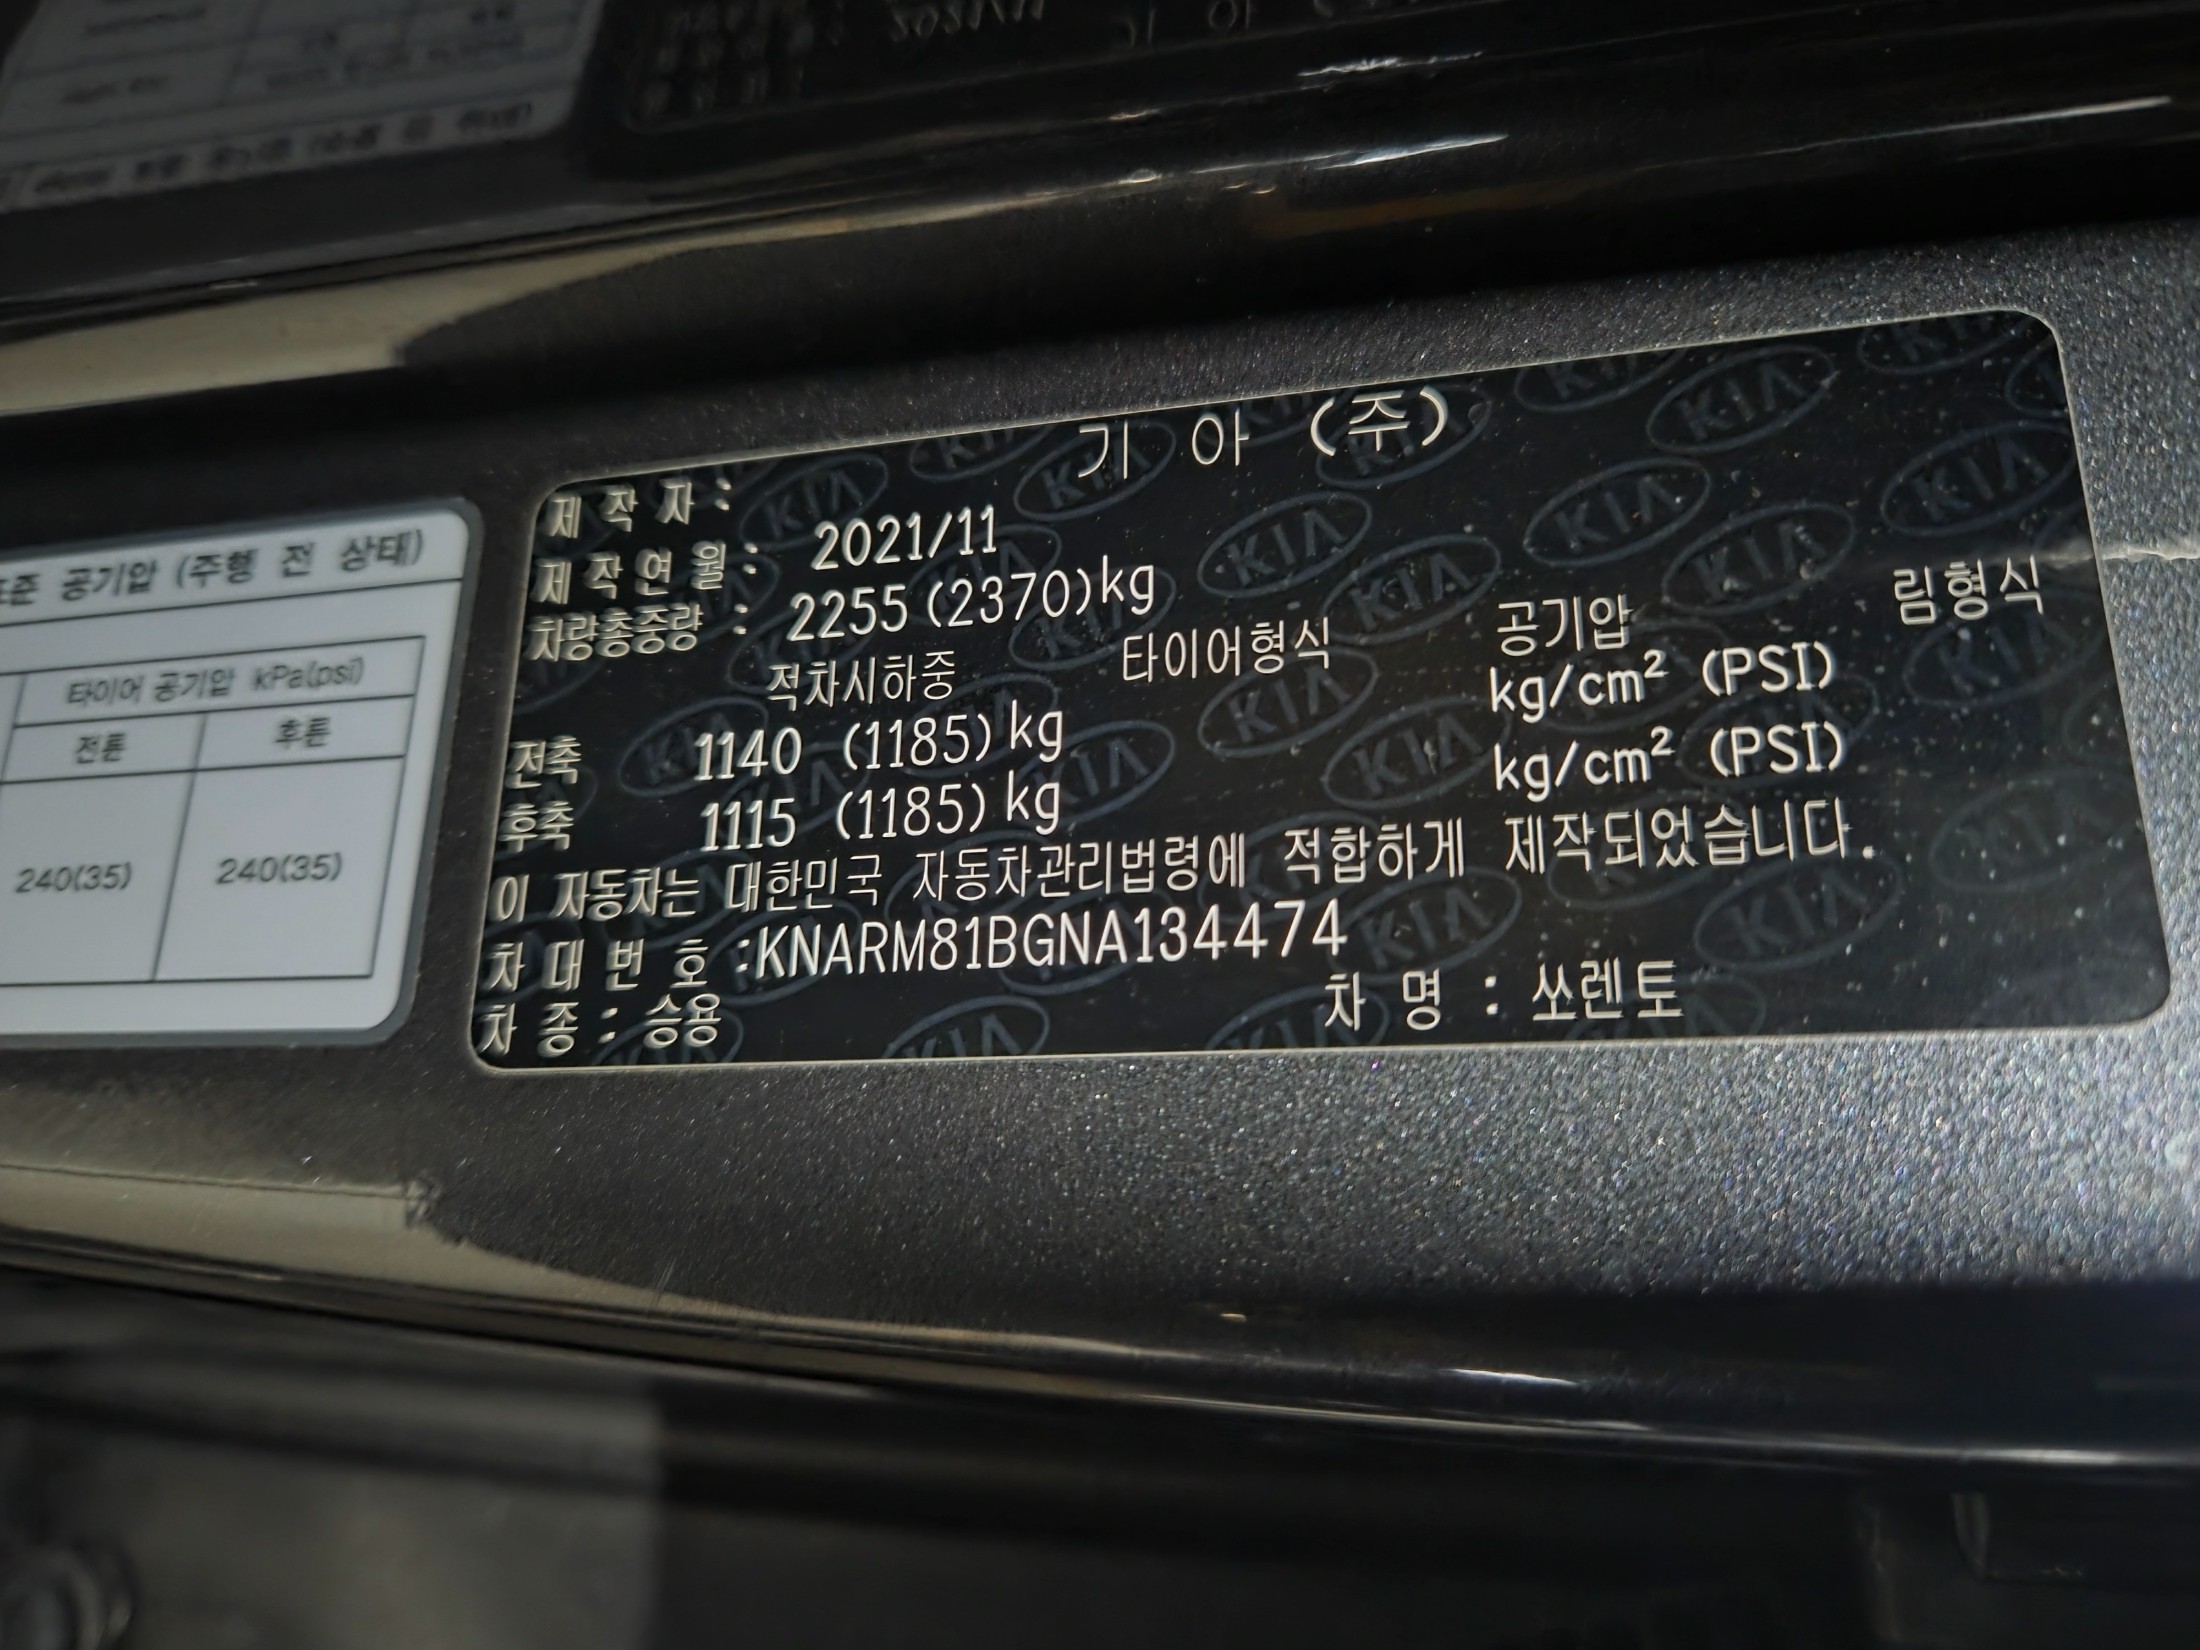 기 아 (주)
제 작 자 :
제 작 연 월 : 2021/11
차량총중량 : 2255 (2370)kg
적차시하중 타이어형식 공기압 림형식
kg/cm² (PSI)
전축 1140 (1185) kg
kg/cm² (PSI)
후축 1115 (1185) kg
이 자동차는 대한민국 자동차관리법령에 적합하게 제작되었습니다.
차 대 번 호 :KNARM81BGNA134474
차 종 : 승용 차 명 : 쏘렌토
KIA
표준 공기압 (주행 전 상태)
타이어 공기압 kPa(psi)
전륜 후륜
240(35) 240(35)